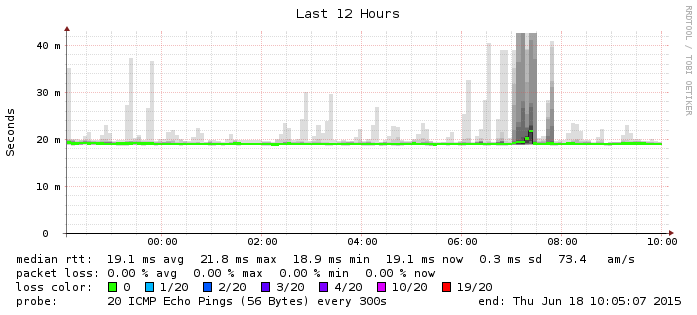 Last 12 Hours
RRDTOOL / TOBI OETIKER
Seconds
40 m
30 m
20 m
10 m
0
00:00 02:00 04:00 06:00 08:00 10:00
median rtt: 19.1 ms avg 21.8 ms max 18.9 ms min 19.1 ms now 0.3 ms sd 73.4 am/s
packet loss: 0.00 % avg 0.00 % max 0.00 % min 0.00 % now
loss color: 0 1/20 2/20 3/20 4/20 10/20 19/20
probe: 20 ICMP Echo Pings (56 Bytes) every 300s end: Thu Jun 18 10:05:07 2015